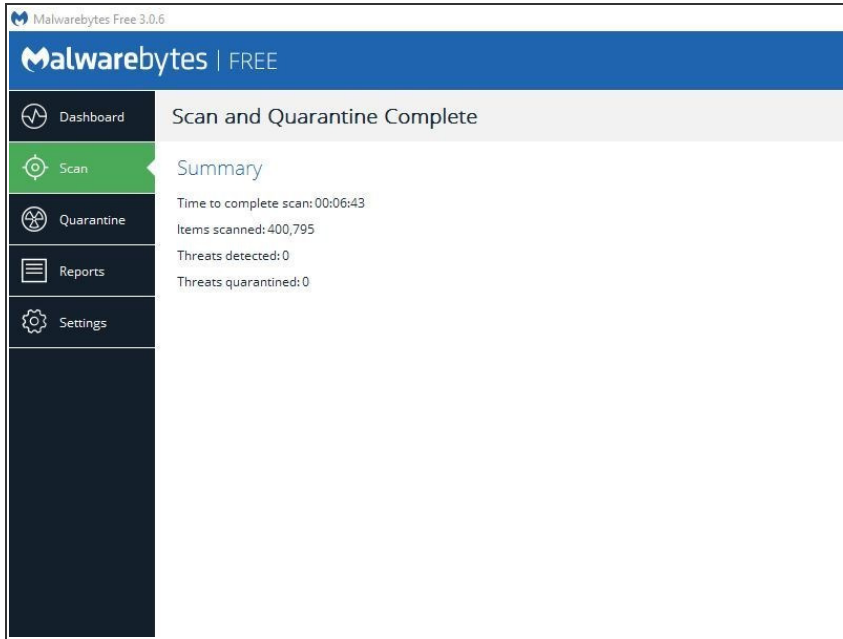 Malwarebytes Free 3.0.6
Malwarebytes | FREE
Dashboard
Scan and Quarantine Complete
Scan
Summary
Time to complete scan: 00:06:43
Quarantine
Items scanned: 400,795
Threats detected: 0
Reports
Threats quarantined: 0
Settings